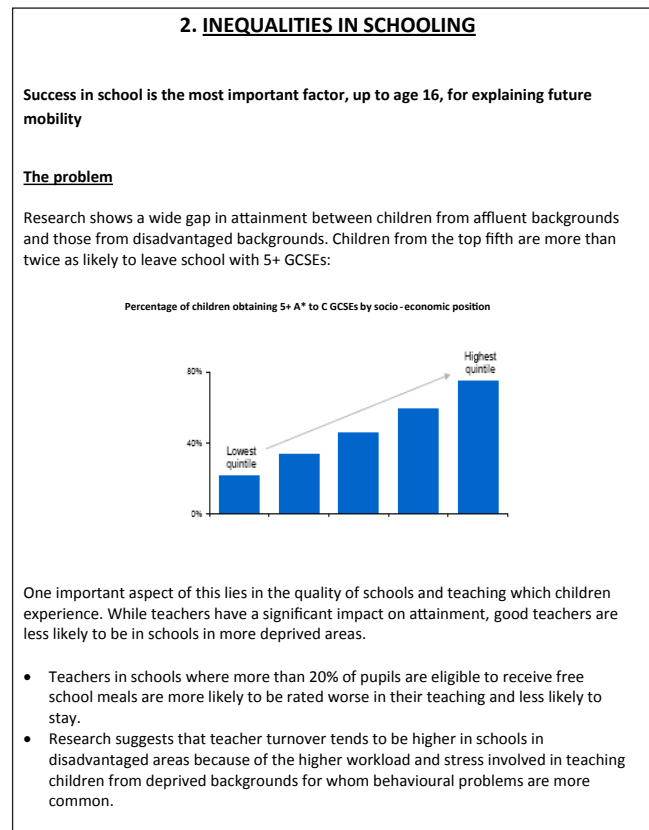 2. INEQUALITIES IN SCHOOLING
Success in school is the most important factor, up to age 16, for explaining future
mobility
The problem
Research shows a wide gap in attainment between children from affluent backgrounds
and those from disadvantaged backgrounds. Children from the top fifth are more than
twice as likely to leave school with 5+ GCSEs:
Percentage of children obtaining 5+ A* to C GCSEs by socio-economic position
Highest
quintile
80%
40%
Lowest
quintile
0%
One important aspect of this lies in the quality of schools and teaching which children
experience. While teachers have a significant impact on attainment, good teachers are
less likely to be in schools in more deprived areas.
• Teachers in schools where more than 20% of pupils are eligible to receive free
school meals are more likely to be rated worse in their teaching and less likely to
stay.
• Research suggests that teacher turnover tends to be higher in schools in
disadvantaged areas because of the higher workload and stress involved in teaching
children from deprived backgrounds for whom behavioural problems are more
common.